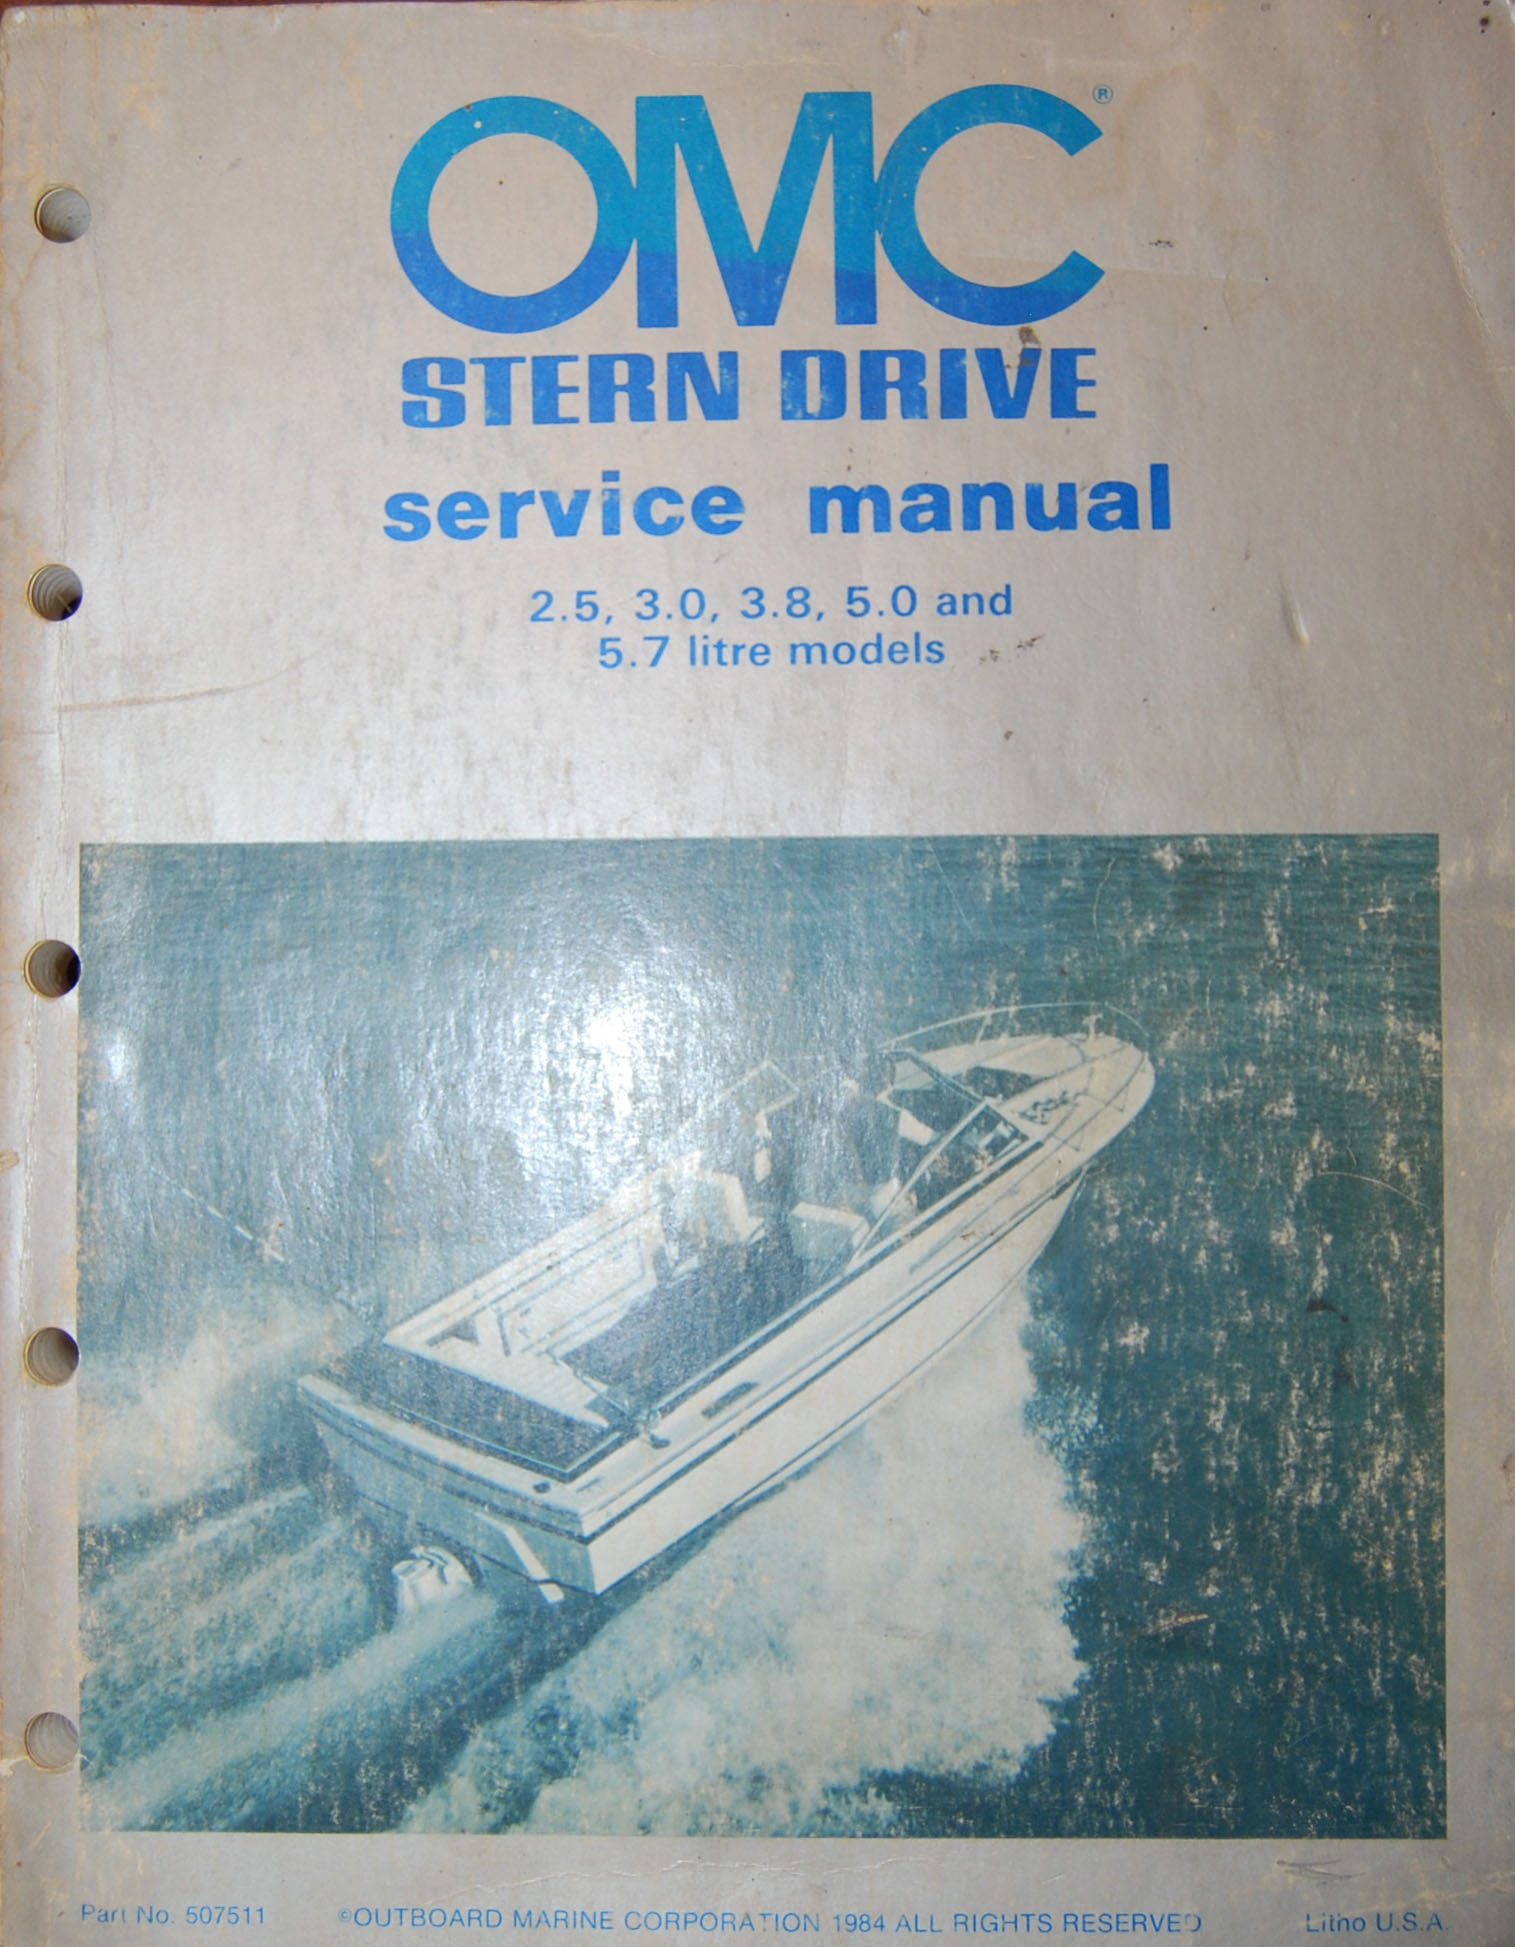 OMC®
STERN DRIVE
service manual
2.5, 3.0, 3.8, 5.0 and
5.7 litre models
Part No. 507511 ©OUTBOARD MARINE CORPORATION 1984 ALL RIGHTS RESERVED Litho U.S.A.